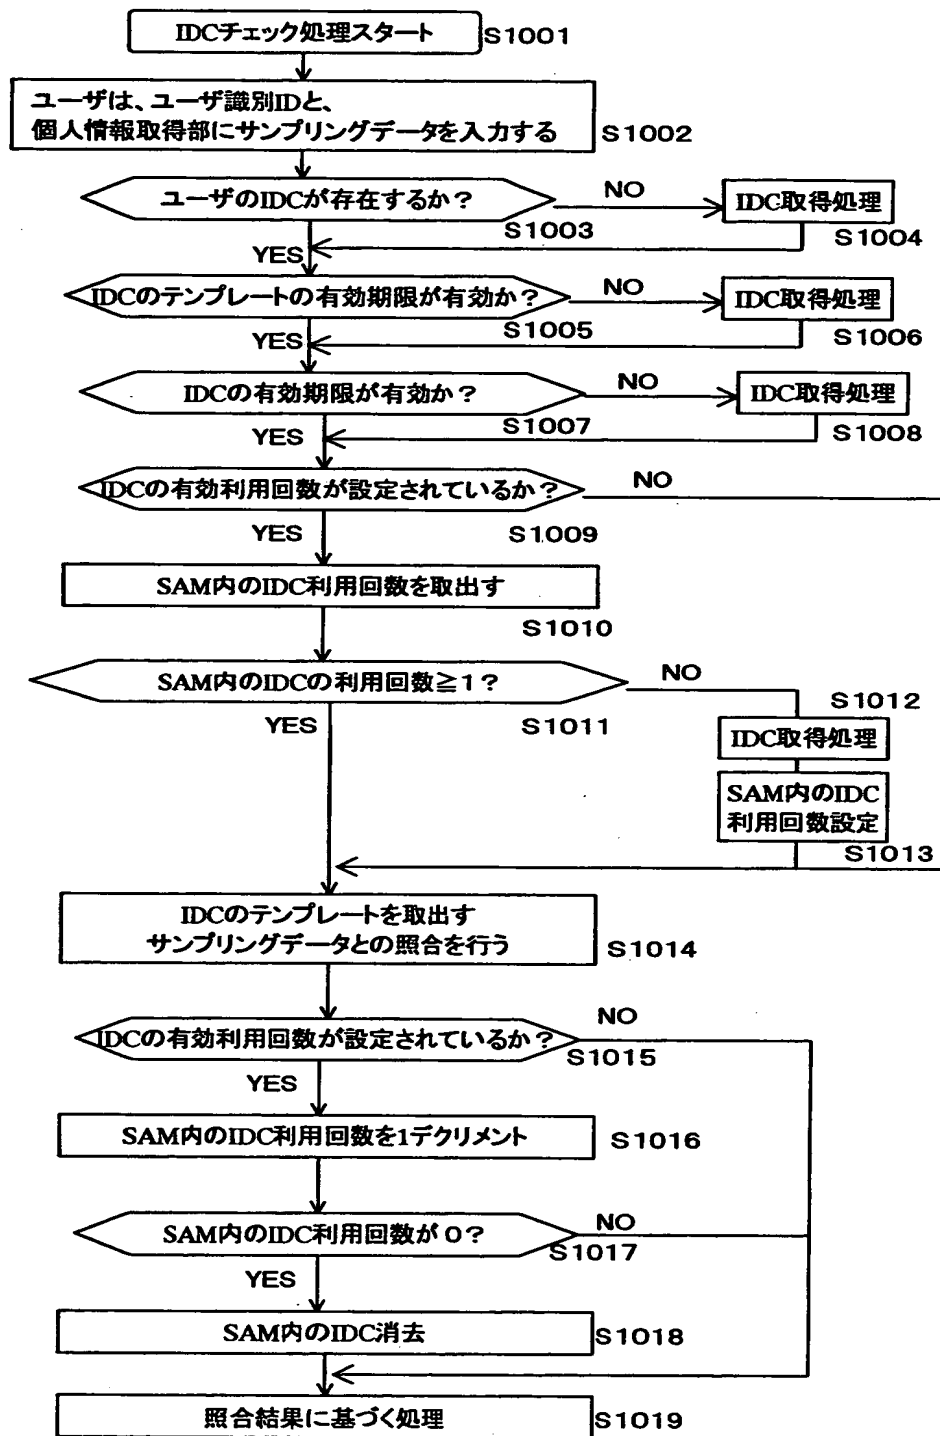 IDCチェック処理スタート
S1001
ユーザは、ユーザ識別IDと、
個人情報取得部にサンプリングデータを入力する
S1002
ユーザのIDCが存在するか?
NO
IDC取得処理
S1003
S1004
YES
IDCのテンプレートの有効期限が有効か?
NO
IDC取得処理
S1005
S1006
YES
IDCの有効期限が有効か?
NO
IDC取得処理
S1007
S1008
YES
IDCの有効利用回数が設定されているか?
NO
YES
S1009
SAM内のIDC利用回数を取出す
S1010
SAM内のIDCの利用回数≧1?
NO
S1012
YES
S1011
IDC取得処理
SAM内のIDC
利用回数設定
S1013
IDCのテンプレートを取出す
サンプリングデータとの照合を行う
S1014
IDCの有効利用回数が設定されているか?
NO
S1015
YES
SAM内のIDC利用回数を1デクリメント
S1016
SAM内のIDC利用回数が0?
NO
S1017
YES
SAM内のIDC消去
S1018
照合結果に基づく処理
S1019